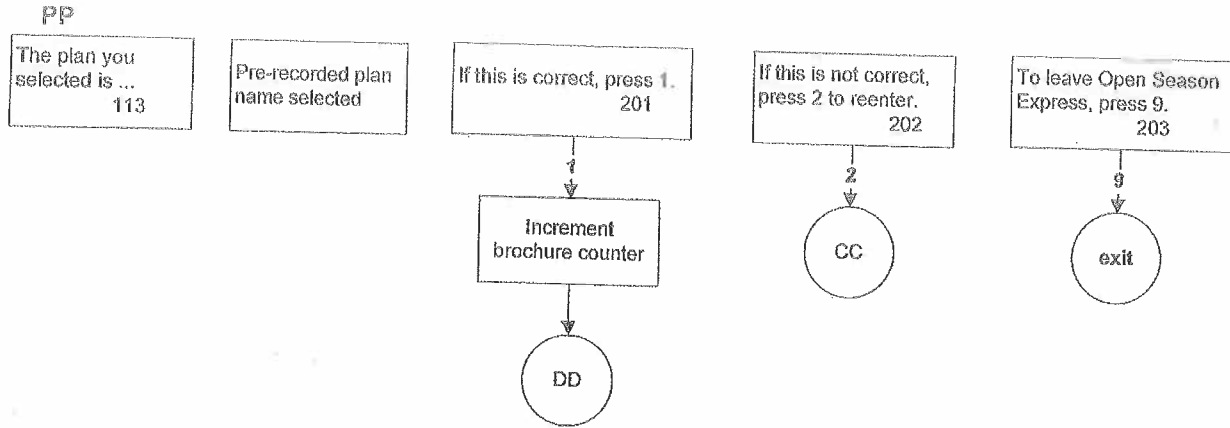 PP
The plan you
selected is ...
113
Pre-recorded plan
name selected
If this is correct, press 1.
201
If this is not correct,
press 2 to reenter.
202
To leave Open Season
Express, press 9.
203
1
2
9
Increment
brochure counter
CC
exit
DD